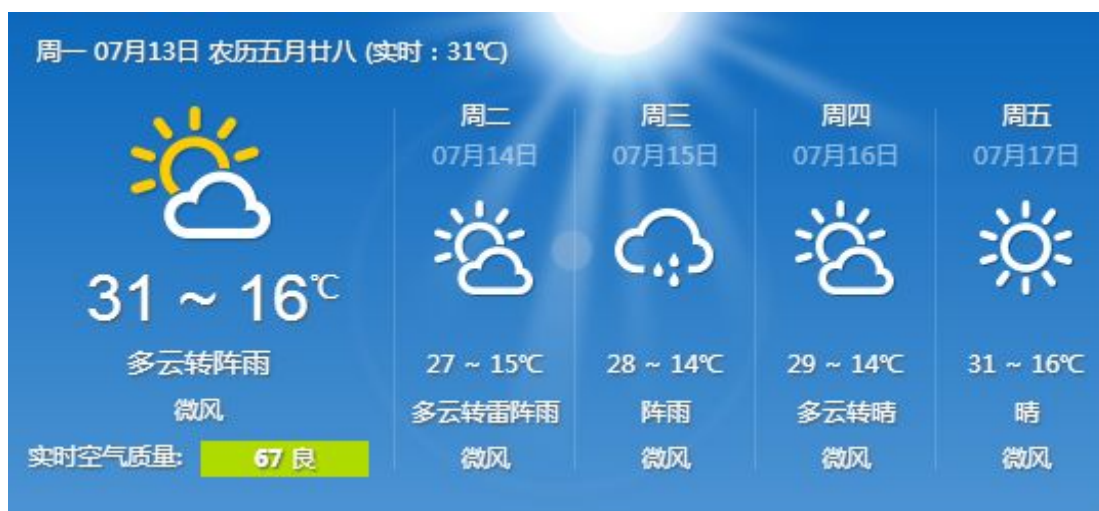 周一 07月13日 农历五月廿八 (实时：31℃)
31 ~ 16℃
多云转阵雨
微风
实时空气质量: 67 良
周二
07月14日
27 ~ 15℃
多云转雷阵雨
微风
周三
07月15日
28 ~ 14℃
阵雨
微风
周四
07月16日
29 ~ 14℃
多云转晴
微风
周五
07月17日
31 ~ 16℃
晴
微风